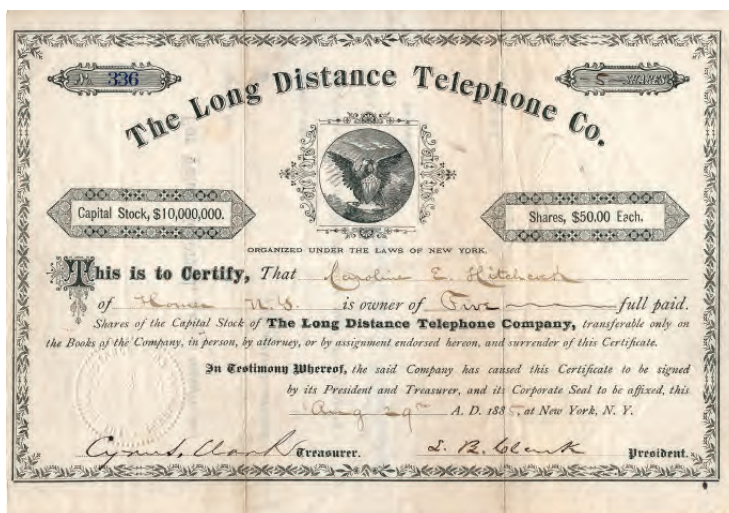 No. 336
- 5 - SHARES
The Long Distance Telephone Co.
Capital Stock, $10,000,000.
Shares, $50.00 Each.
ORGANIZED UNDER THE LAWS OF NEW YORK.
This is to Certify, That Caroline E. Hitchcock
of Homer N.Y. is owner of Five full paid.
Shares of the Capital Stock of The Long Distance Telephone Company, transferable only on
the Books of the Company, in person, by attorney, or by assignment endorsed hereon, and surrender of this Certificate.
In Testimony Whereof, the said Company has caused this Certificate to be signed
by its President and Treasurer, and its Corporate Seal to be affixed, this
Aug 29th A. D. 1885, at New York, N. Y.
Cyrus Clark Treasurer.
Clark President.